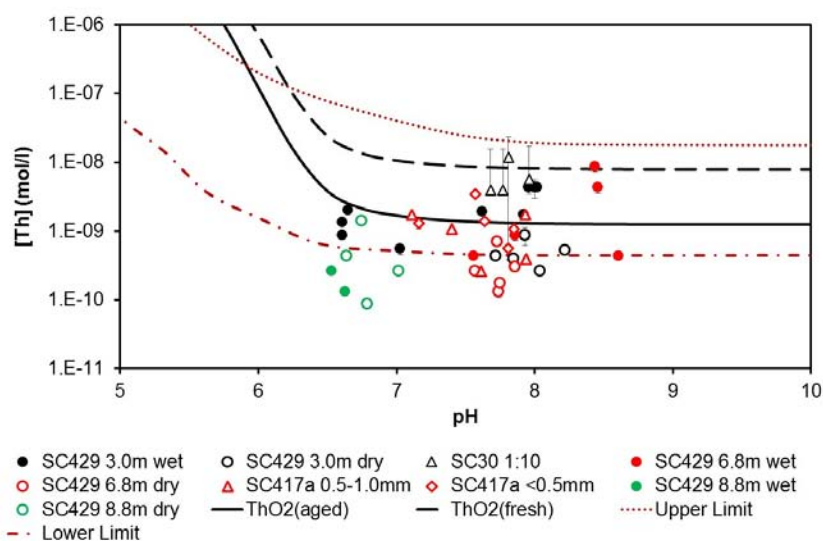 1.E-06
1.E-07
1.E-08
1.E-09
1.E-10
1.E-11
[Th] (mol/l)
5 6 7 8 9 10
pH
SC429 3.0m wet SC429 3.0m dry SC30 1:10 SC429 6.8m wet
SC429 6.8m dry SC417a 0.5-1.0mm SC417a <0.5mm SC429 8.8m wet
SC429 8.8m dry ThO2(aged) ThO2(fresh) Upper Limit
Lower Limit